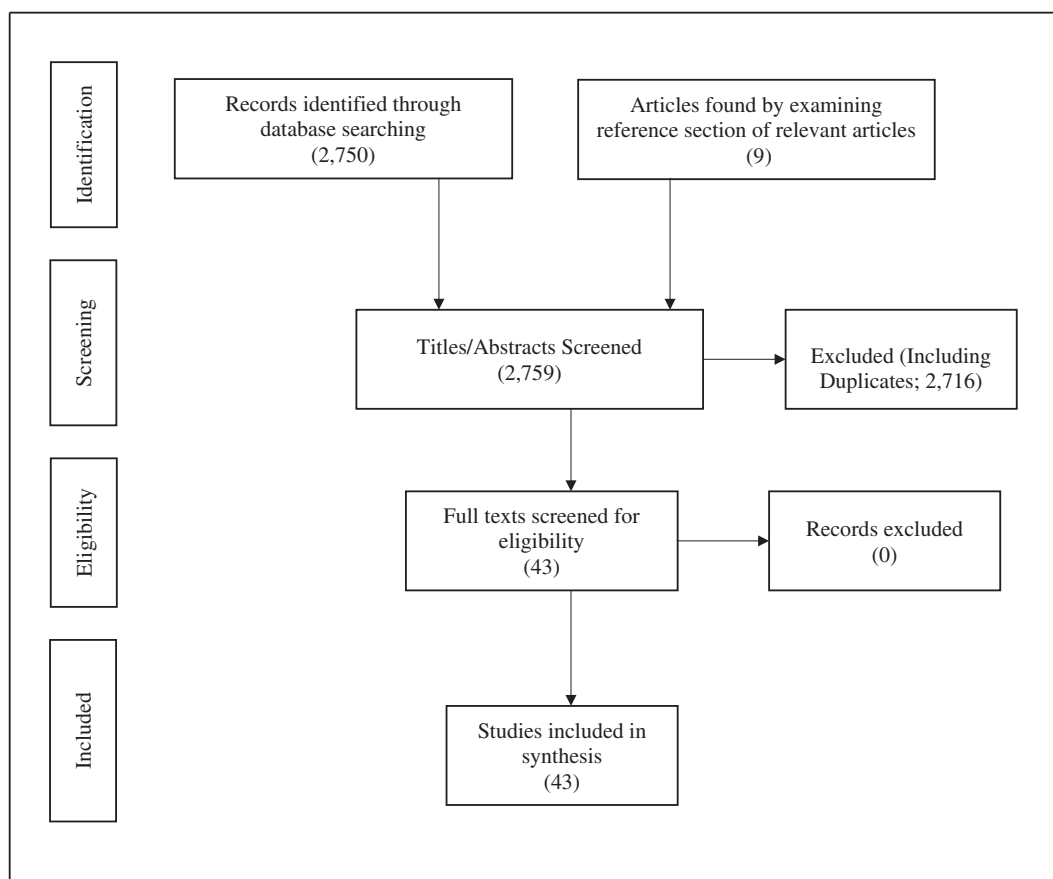 Identification
Records identified through
database searching
(2,750)
Articles found by examining
reference section of relevant articles
(9)
Screening
Titles/Abstracts Screened
(2,759)
Excluded (Including
Duplicates; 2,716)
Eligibility
Full texts screened for
eligibility
(43)
Records excluded
(0)
Included
Studies included in
synthesis
(43)